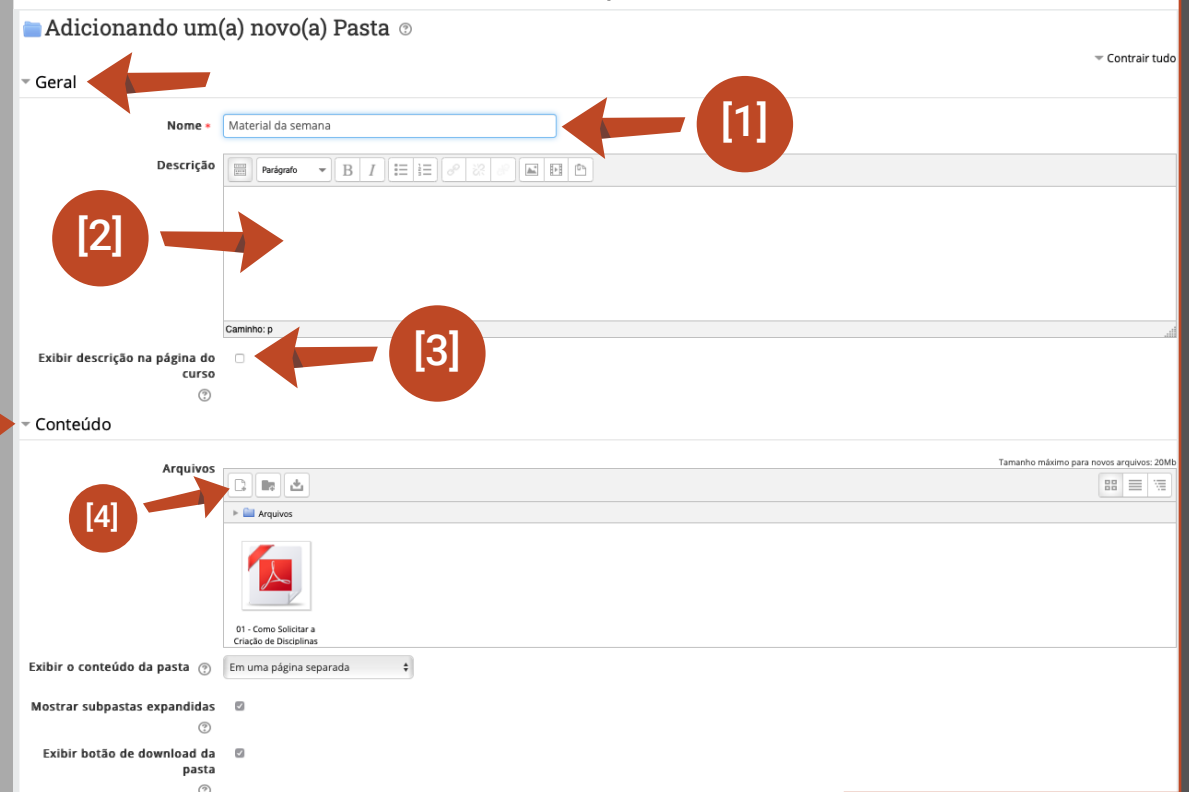 Adicionando um(a) novo(a) Pasta
Contrair tudo
Geral
Nome
Material da semana
[1]
Descrição
Parágrafo
B I
[2]
Caminho: p
Exibir descrição na página do
curso
[3]
Conteúdo
Tamanho máximo para novos arquivos: 20Mb
Arquivos
[4]
Arquivos
01 - Como Solicitar a
Criação de Disciplinas
Exibir o conteúdo da pasta
Em uma página separada
Mostrar subpastas expandidas
Exibir botão de download da
pasta